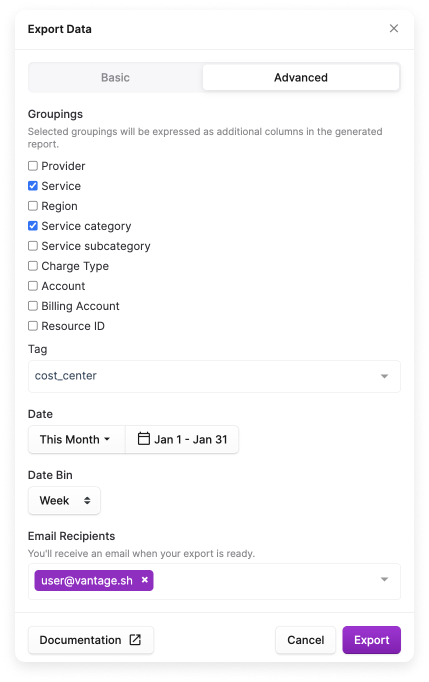 Export Data
Basic
Advanced
Groupings
Selected groupings will be expressed as additional columns in the generated
report.
Provider
Service
Region
Service category
Service subcategory
Charge Type
Account
Billing Account
Resource ID
Tag
cost_center
Date
This Month
Jan 1 - Jan 31
Date Bin
Week
Email Recipients
You'll receive an email when your export is ready.
user@vantage.sh
Documentation
Cancel
Export